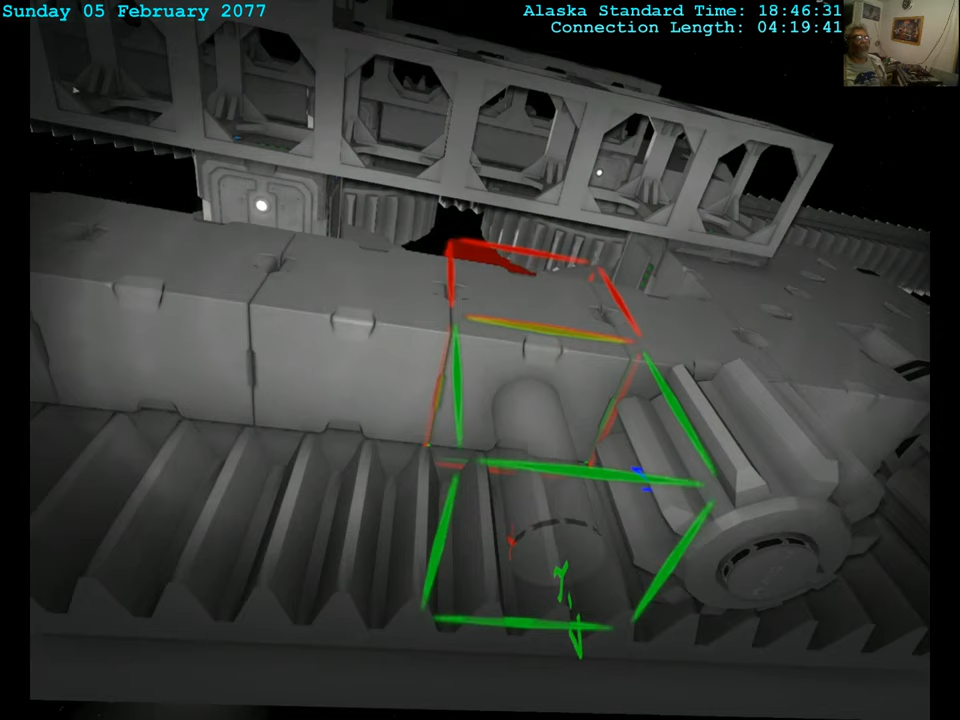 Sunday 05 February 2077
Alaska Standard Time: 18:46:31
Connection Length: 04:19:41